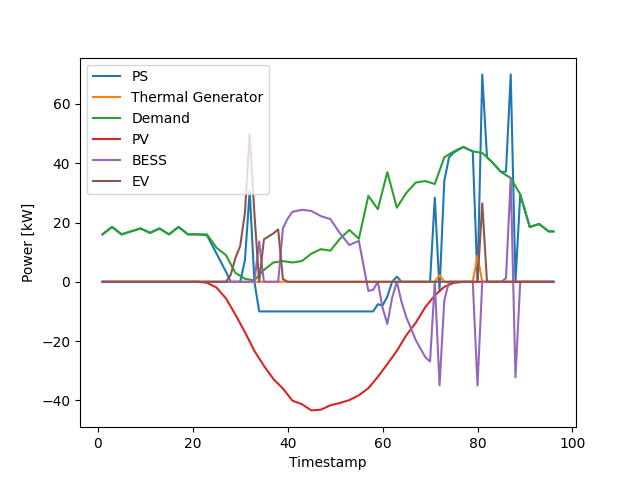 PS
Thermal Generator
Demand
PV
BESS
EV
Power [kW]
60
40
20
0
−20
−40
0 20 40 60 80 100
Timestamp